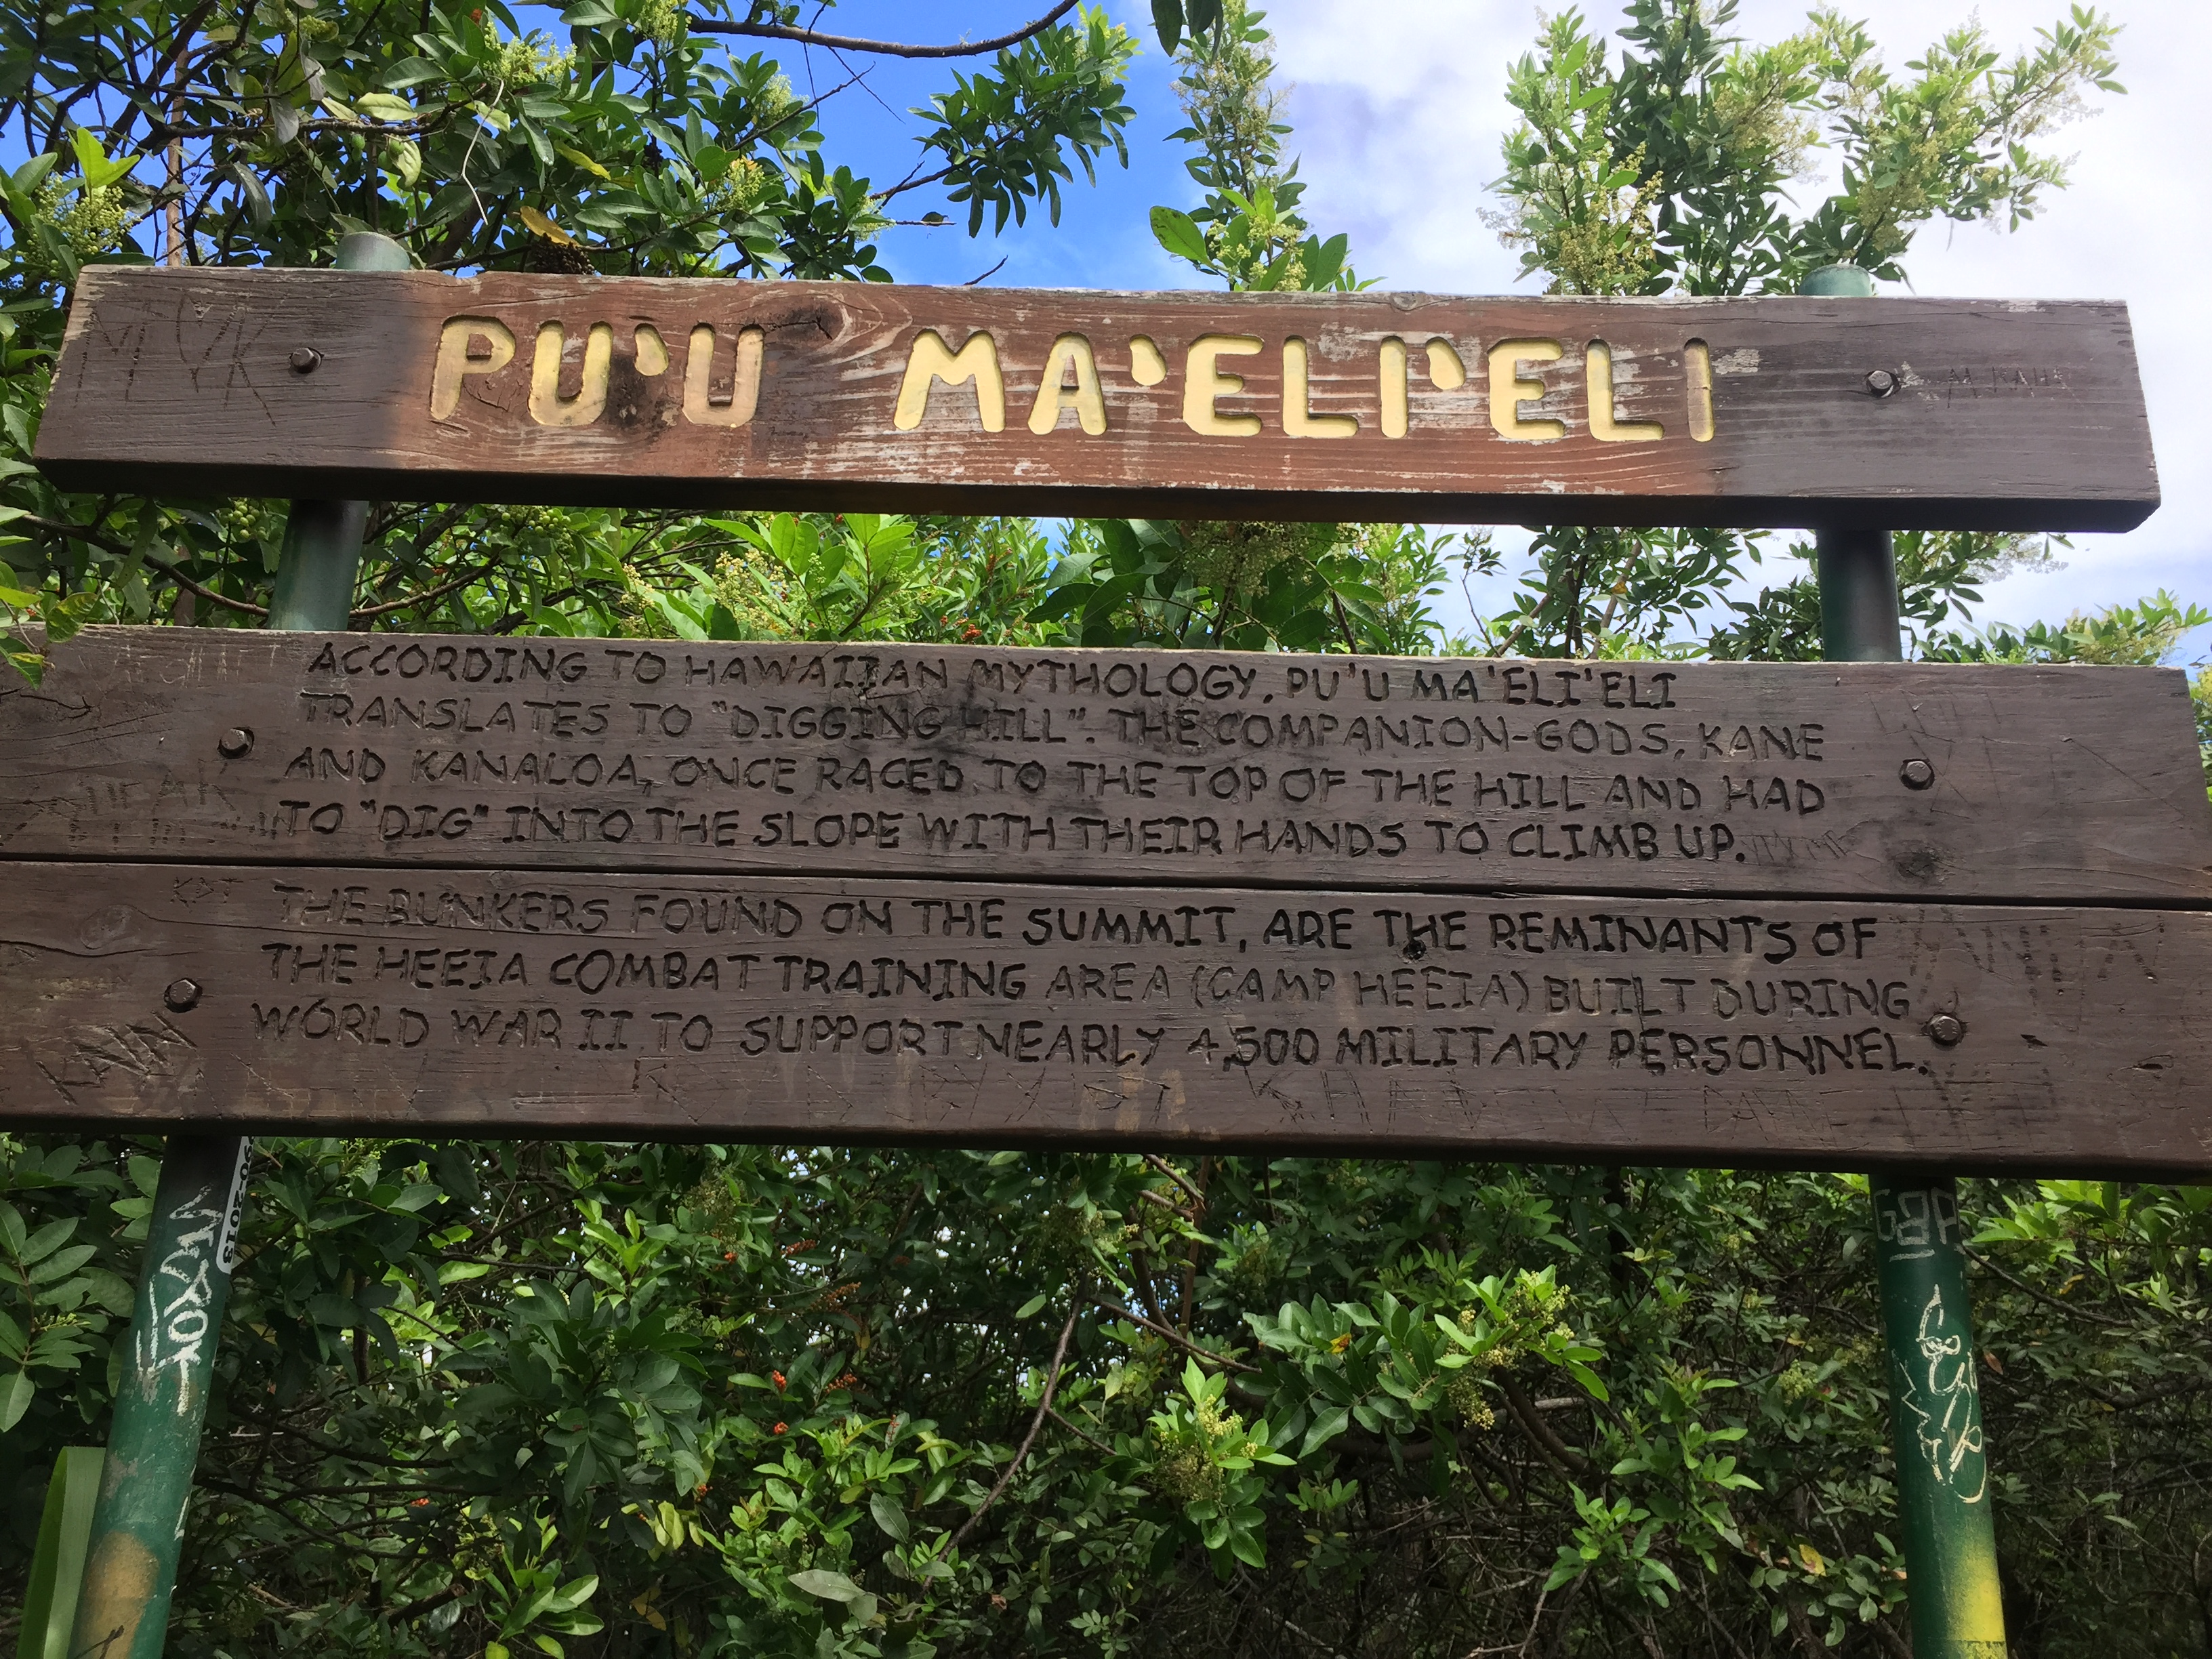 PU'U MA'ELI'ELI
ACCORDING TO HAWAIIAN MYTHOLOGY, PU'U MA'ELI'ELI
TRANSLATES TO "DIGGING HILL". THE COMPANION-GODS, KANE
AND KANALOA, ONCE RACED TO THE TOP OF THE HILL AND HAD
TO "DIG" INTO THE SLOPE WITH THEIR HANDS TO CLIMB UP.
THE BUNKERS FOUND ON THE SUMMIT, ARE THE REMINANTS OF
THE HEEIA COMBAT TRAINING AREA (CAMP HEEIA) BUILT DURING
WORLD WAR II TO SUPPORT NEARLY 4,500 MILITARY PERSONNEL.